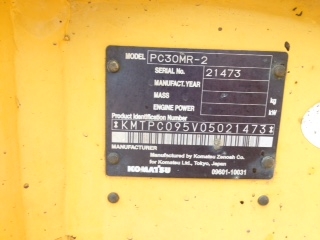 MODEL PC30MR-2
SERIAL No. 21473
MANUFACT.YEAR
MASS kg
ENGINE POWER kW
Product Identification Number
*KMTPC095V05021473*
Manufacturer
Manufactured by Komatsu Zenoah Co.
for Komatsu Ltd., Tokyo, Japan
KOMATSU 09601-10031